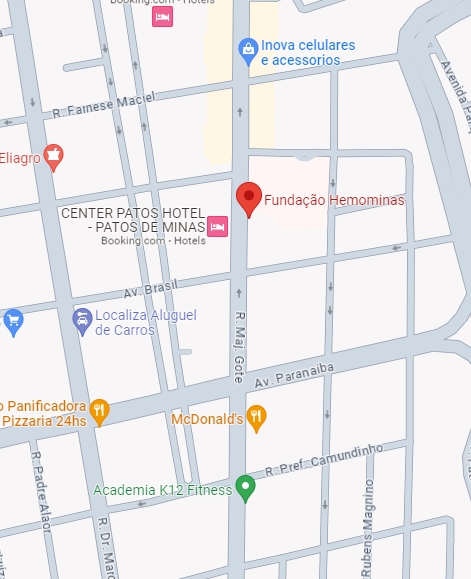 Booking.com - Hotels
Inova celulares
e acessorios
R. Farnese Maciel
Eliagro
Fundação Hemominas
CENTER PATOS HOTEL
- PATOS DE MINAS
Booking.com - Hotels
Av. Brasil
Localiza Aluguel
de Carros
R. Maj. Gote
Av. Paranaíba
o Panificadora
Pizzaria 24hs
McDonald's
R. Pref. Camundinho
Academia K12 Fitness
R. Padre Alaor
R. Dr. Marc
Rubens Magnino
Avenida Par